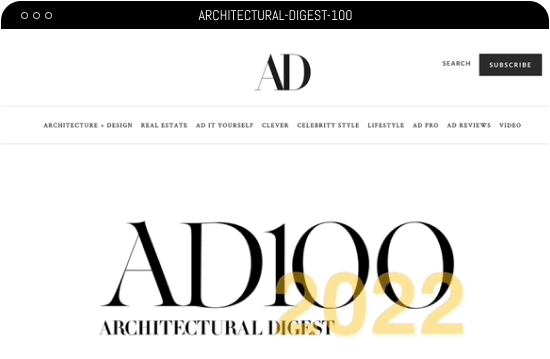 ARCHITECTURAL-DIGEST-100
AD
SEARCH SUBSCRIBE
ARCHITECTURE + DESIGN REAL ESTATE AD IT YOURSELF CLEVER CELEBRITY STYLE LIFESTYLE AD PRO AD REVIEWS VIDEO
AD100
2022
ARCHITECTURAL DIGEST